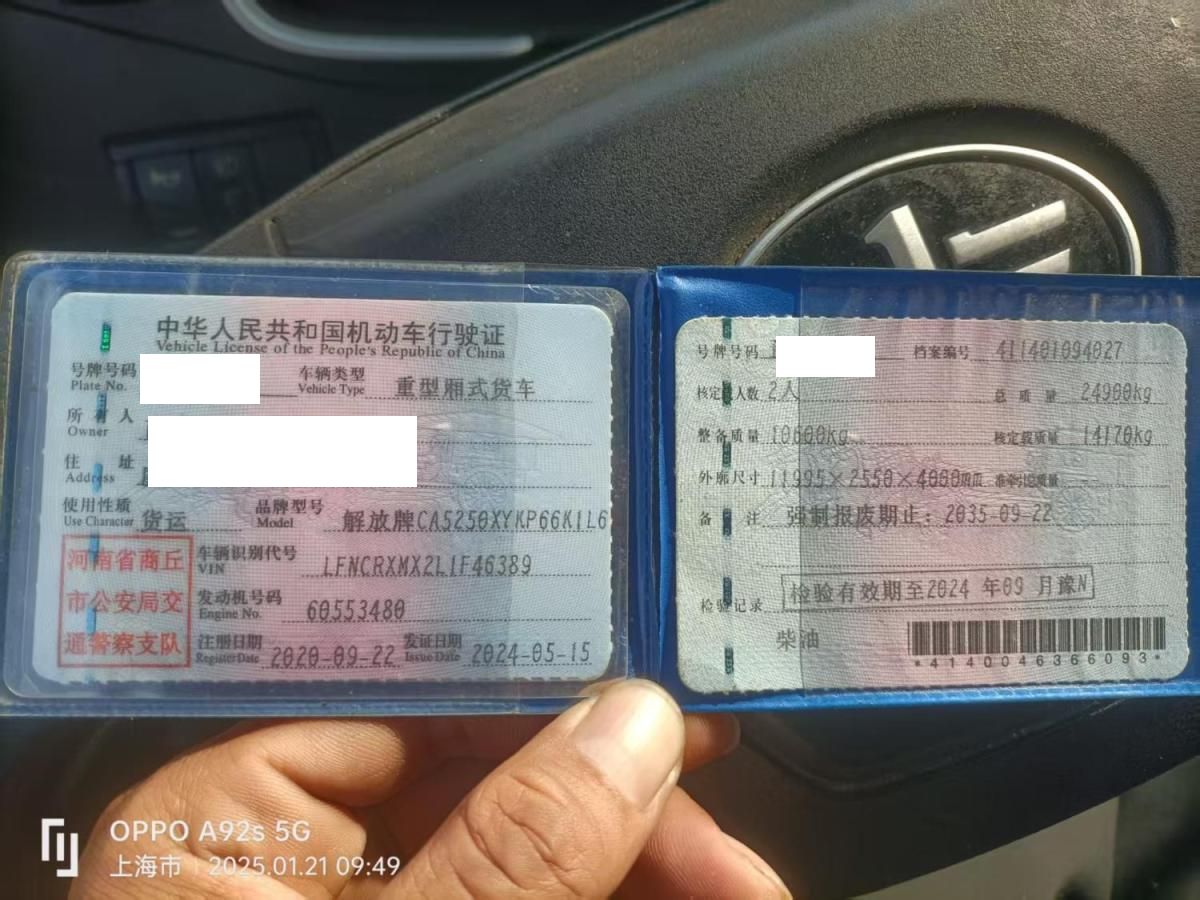 中华人民共和国机动车行驶证
Vehicle License of the People's Republic of China
号牌号码 Plate No.
车辆类型 Vehicle Type 重型厢式货车
所有人 Owner
住址 Address
使用性质 Use Character 货运 品牌型号 Model 解放牌CA5250XYKP66K1L6
河南省商丘
市公安局交
通警察支队
车辆识别代号 VIN LFNCRXMX2L1F46389
发动机号码 Engine No. 60553480
注册日期 Register Date 2020-09-22 发证日期 Issue Date 2024-05-15
号牌号码 档案编号 411401094027
核定载人数 2人 总质量 24900kg
整备质量 10600kg 核定载质量 14170kg
外廓尺寸 11995×2550×4000mm 准牵引总质量 --
备注 强制报废期止：2035-09-22
检验记录 检验有效期至2024 年09 月豫N
柴油
*4140046366093*
OPPO A92s 5G
上海市 | 2025.01.21 09:49